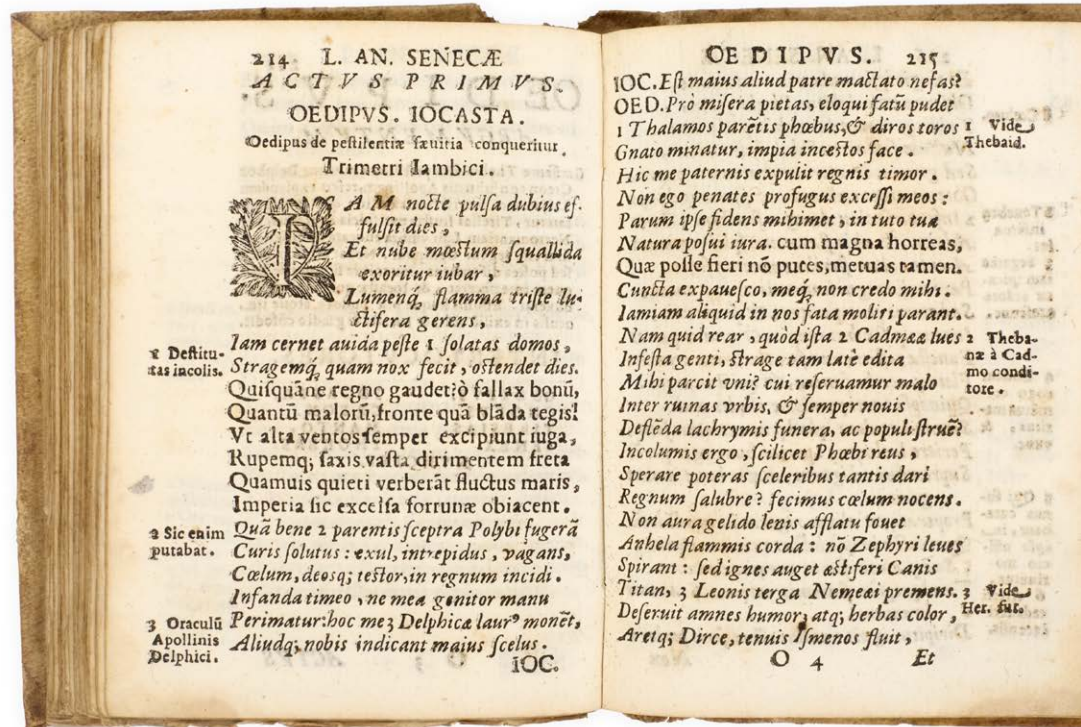 214 L. AN. SENECÆ
ACTVS PRIMVS.
OEDIPVS. IOCASTA.
Oedipus de pestilentiæ sæuitia conqueritur.
Trimetri Iambici.
IAM nocte pulsa dubius ef-
fulsit dies,
Et nube mœstum squallida
exoritur iubar,
Lumenq́; flamma triste lu-
ctifera gerens,
Iam cernet auida peste 1 solatas domos,
1 Destitu-
tas incolis.
Stragemq́; quam nox fecit, ostendet dies.
Quisquãne regno gaudet? ò fallax bonũ,
Quantũ malorũ, fronte quã blãda tegis!
Vt alta ventos semper excipiunt iuga,
Rupemq; saxis vasta dirimentem freta
Quamuis quieti verberãt fluctus maris,
Imperia sic excelsa fortunæ obiacent.
Quã bene 2 parentis sceptra Polybi fugerã
2 Sic enim
putabat.
Curis solutus: exul, intrepidus, vagans,
Cœlum, deosq; testor, in regnum incidi.
Infanda timeo, ne mea genitor manu
Perimatur: hoc me 3 Delphicæ laurꝰ monẽt,
3 Oraculũ
Apollinis
Delphici.
Aliudq; nobis indicant maius scelus.
IOC.
OEDIPVS. 215
IOC. Est maius aliud patre mactato nefas?
OED. Prò misera pietas, eloqui fatũ pudet
1 Thalamos parẽtis phœbus, & diros toros
1 Vide
Thebaid.
Gnato minatur, impia incestos face.
Hic me paternis expulit regnis timor.
Non ego penates profugus excessi meos:
Parum ipse fidens mihimet, in tuto tua
Natura posui iura. cum magna horreas,
Quæ posse fieri nõ putes, metuas tamen.
Cuncta expauesco, meq́; non credo mihi.
Iamiam aliquid in nos fata moliri parant.
Nam quid rear, quòd ista 2 Cadmeæ lues
2 Theba-
næ à Cad-
mo condi-
tore.
Infesta genti, strage tam latè edita
Mihi parcit vni? cui reseruamur malo
Inter ruinas vrbis, & semper nouis
Deflẽda lachrymis funera, ac populi struẽ?
Incolumis ergo, scilicet Phœbi reus,
Sperare poteras sceleribus tantis dari
Regnum salubre? fecimus cœlum nocens.
Non aura gelido lenis afflatu fouet
Anhela flammis corda: nõ Zephyri leues
Spirant: sed ignes auget æstiferi Canis
Titan, 3 Leonis terga Nemeæi premens.
3 Vide
Her. fur.
Deseruit amnes humor, atq; herbas color,
Aretq; Dirce, tenuis Ismenos fluit,
O 4 Et